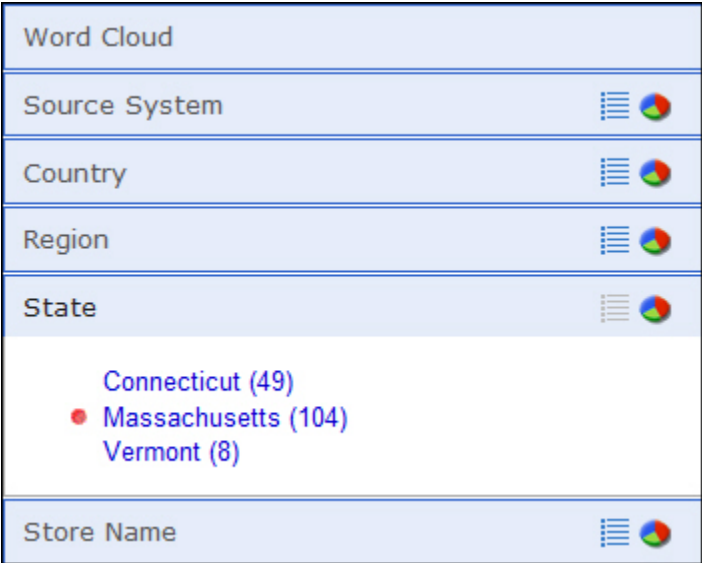 Word Cloud
Source System
Country
Region
State
Connecticut (49)
Massachusetts (104)
Vermont (8)
Store Name